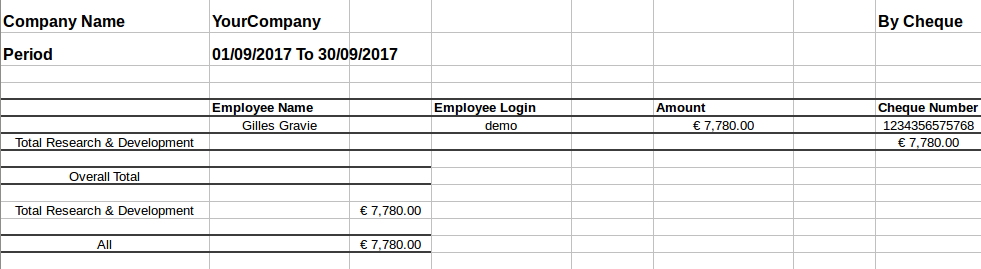 Company Name YourCompany By Cheque
Period 01/09/2017 To 30/09/2017
Employee Name Employee Login Amount Cheque Number
Gilles Gravie demo € 7,780.00 1234356575768
Total Research & Development € 7,780.00
Overall Total
Total Research & Development € 7,780.00
All € 7,780.00